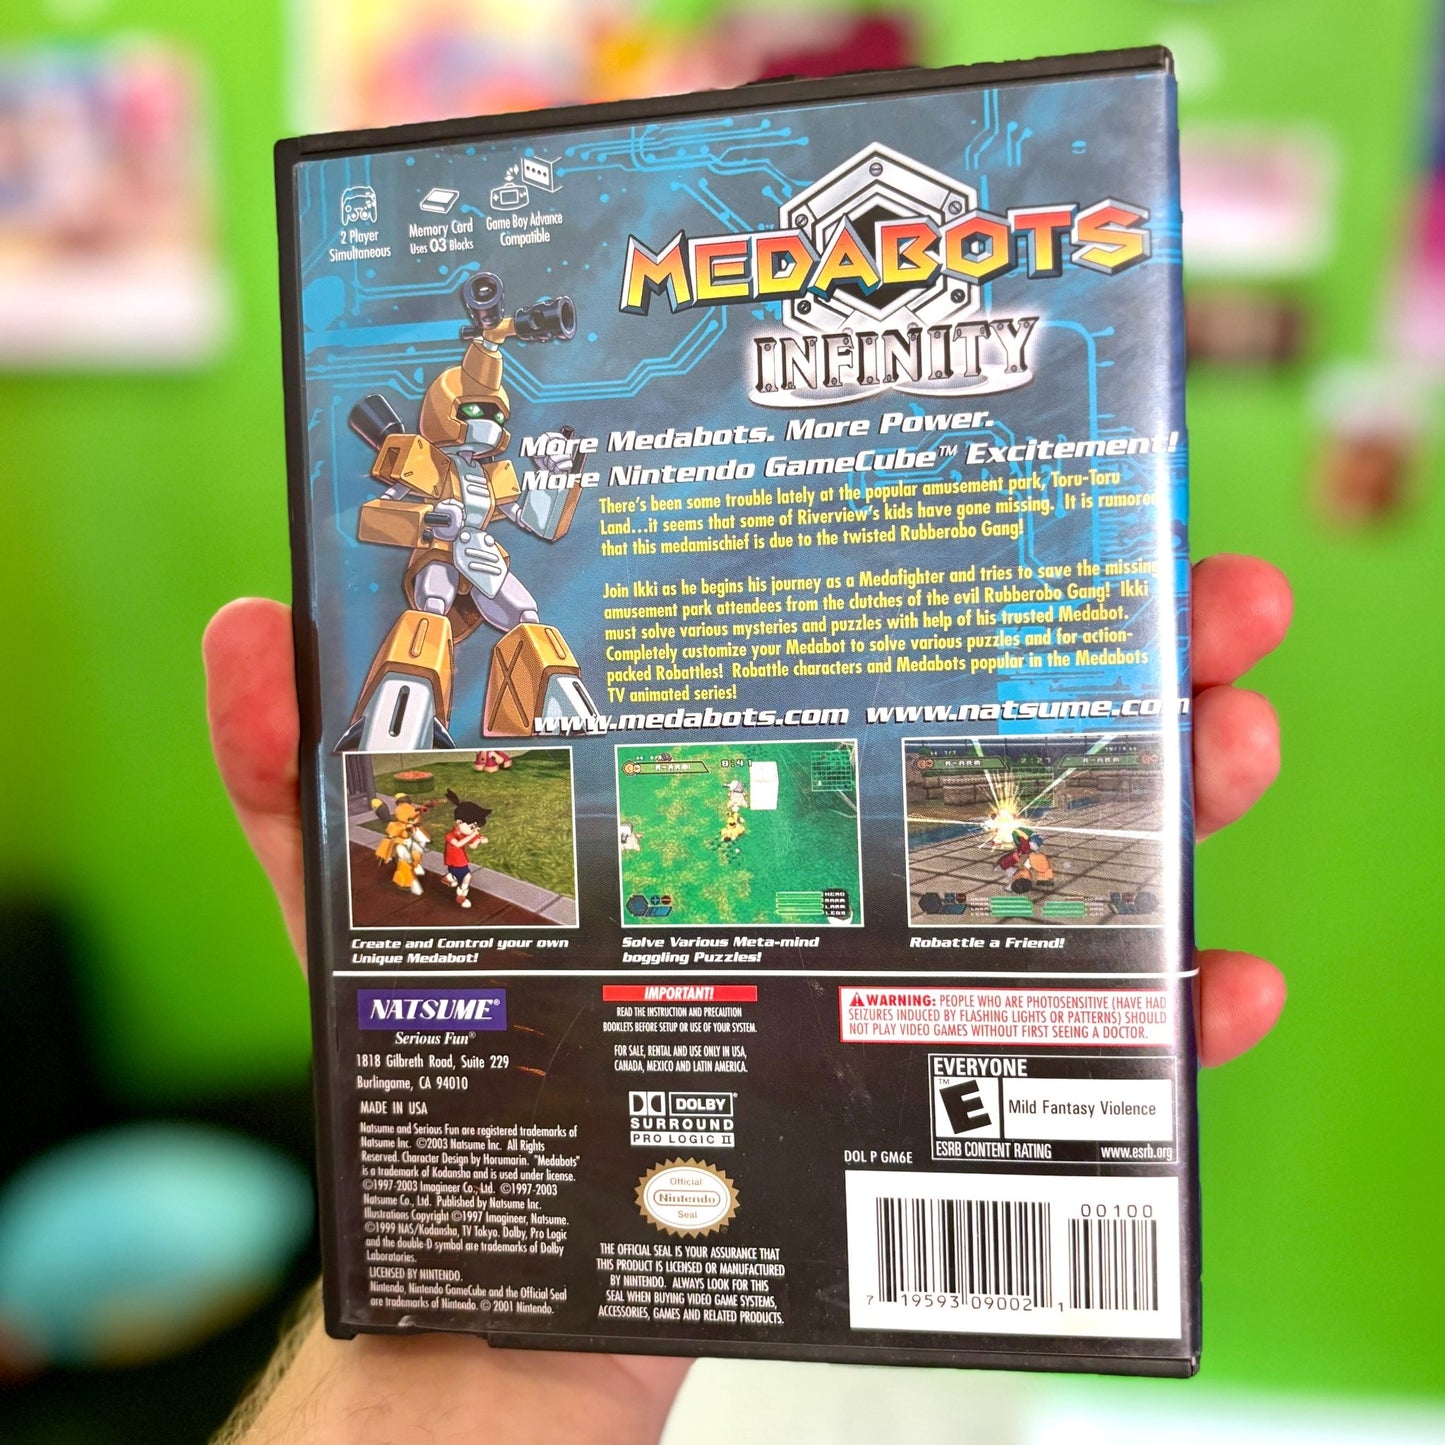 2 Player
Simultaneous
Memory Card
Uses 03 Blocks
Game Boy Advance
Compatible
MEDABOTS
INFINITY
More Medabots. More Power.
More Nintendo GameCube™ Excitement!
There's been some trouble lately at the popular amusement park, Toru-Toru
Land...it seems that some of Riverview's kids have gone missing. It is rumored
that this medamischief is due to the twisted Rubberobo Gang!
Join Ikki as he begins his journey as a Medafighter and tries to save the missing
amusement park attendees from the clutches of the evil Rubberobo Gang! Ikki
must solve various mysteries and puzzles with help of his trusted Medabot.
Completely customize your Medabot to solve various puzzles and for action-
packed Robattles! Robattle characters and Medabots popular in the Medabots
TV animated series!
www.medabots.com www.natsume.com
R-ARM
0:41
HEAD
RARM
LARM
LEGS
R-ARM
2:27
R-ARM
Create and Control your own
Unique Medabot!
Solve Various Meta-mind
boggling Puzzles!
Robattle a Friend!
NATSUME®
Serious Fun®
1818 Gilbreth Road, Suite 229
Burlingame, CA 94010
MADE IN USA
Natsume and Serious Fun are registered trademarks of
Natsume Inc. ©2003 Natsume Inc. All Rights
Reserved. Character Design by Horumarin. "Medabots"
is a trademark of Kodansha and is used under license.
©1997-2003 Imagineer Co., Ltd. ©1997-2003
Natsume Co., Ltd. Published by Natsume Inc.
Illustrations Copyright ©1997 Imagineer, Natsume.
©1999 NAS/Kodansha, TV Tokyo. Dolby, Pro Logic
and the double-D symbol are trademarks of Dolby
Laboratories.
LICENSED BY NINTENDO.
Nintendo, Nintendo GameCube and the Official Seal
are trademarks of Nintendo. © 2001 Nintendo.
IMPORTANT!
READ THE INSTRUCTION AND PRECAUTION
BOOKLETS BEFORE SETUP OR USE OF YOUR SYSTEM.
FOR SALE, RENTAL AND USE ONLY IN USA,
CANADA, MEXICO AND LATIN AMERICA.
DOLBY®
SURROUND
PRO LOGIC II
Official
Nintendo
Seal
THE OFFICIAL SEAL IS YOUR ASSURANCE THAT
THIS PRODUCT IS LICENSED OR MANUFACTURED
BY NINTENDO. ALWAYS LOOK FOR THIS
SEAL WHEN BUYING VIDEO GAME SYSTEMS,
ACCESSORIES, GAMES AND RELATED PRODUCTS.
WARNING: PEOPLE WHO ARE PHOTOSENSITIVE (HAVE HAD
SEIZURES INDUCED BY FLASHING LIGHTS OR PATTERNS) SHOULD
NOT PLAY VIDEO GAMES WITHOUT FIRST SEEING A DOCTOR.
EVERYONE
™
E
Mild Fantasy Violence
ESRB CONTENT RATING www.esrb.org
DOL P GM6E
00100
7 19593 09002 1